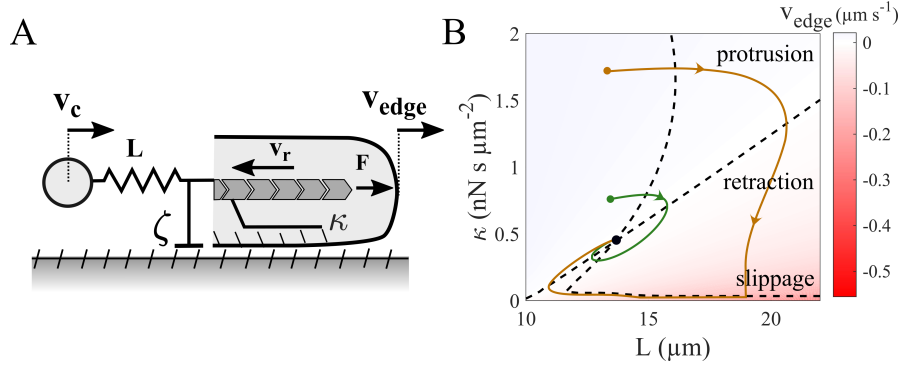 A
v_c
L
ζ
v_r
F
κ
v_edge
B
κ (nN s μm⁻²)
2
1.5
1
0.5
0
10
15
20
L (μm)
protrusion
retraction
slippage
v_edge (μm s⁻¹)
0
-0.1
-0.2
-0.3
-0.4
-0.5